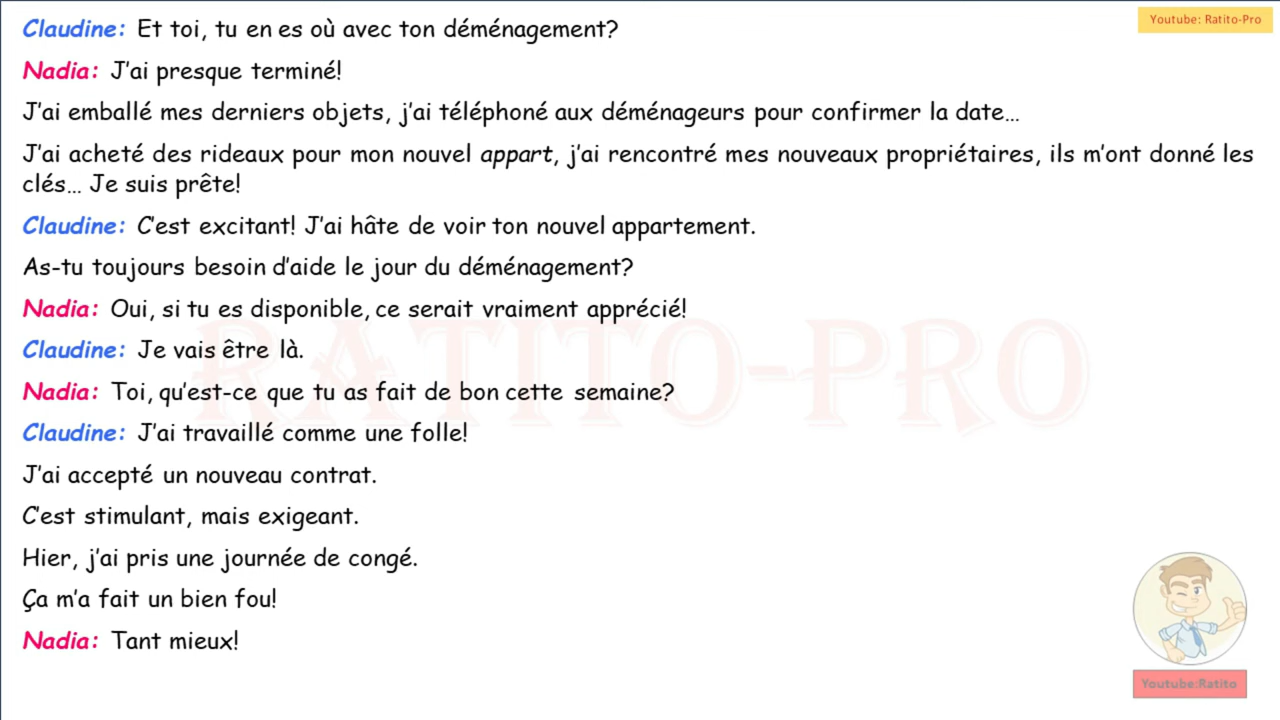 Youtube: Ratito-Pro
Claudine: Et toi, tu en es où avec ton déménagement?
Nadia: J'ai presque terminé!
J'ai emballé mes derniers objets, j'ai téléphoné aux déménageurs pour confirmer la date…
J'ai acheté des rideaux pour mon nouvel appart, j'ai rencontré mes nouveaux propriétaires, ils m'ont donné les
clés… Je suis prête!
Claudine: C'est excitant! J'ai hâte de voir ton nouvel appartement.
As-tu toujours besoin d'aide le jour du déménagement?
Nadia: Oui, si tu es disponible, ce serait vraiment apprécié!
Claudine: Je vais être là.
RATITO-PRO
Nadia: Toi, qu'est-ce que tu as fait de bon cette semaine?
Claudine: J'ai travaillé comme une folle!
J'ai accepté un nouveau contrat.
C'est stimulant, mais exigeant.
Hier, j'ai pris une journée de congé.
Ça m'a fait un bien fou!
Nadia: Tant mieux!
Youtube:Ratito